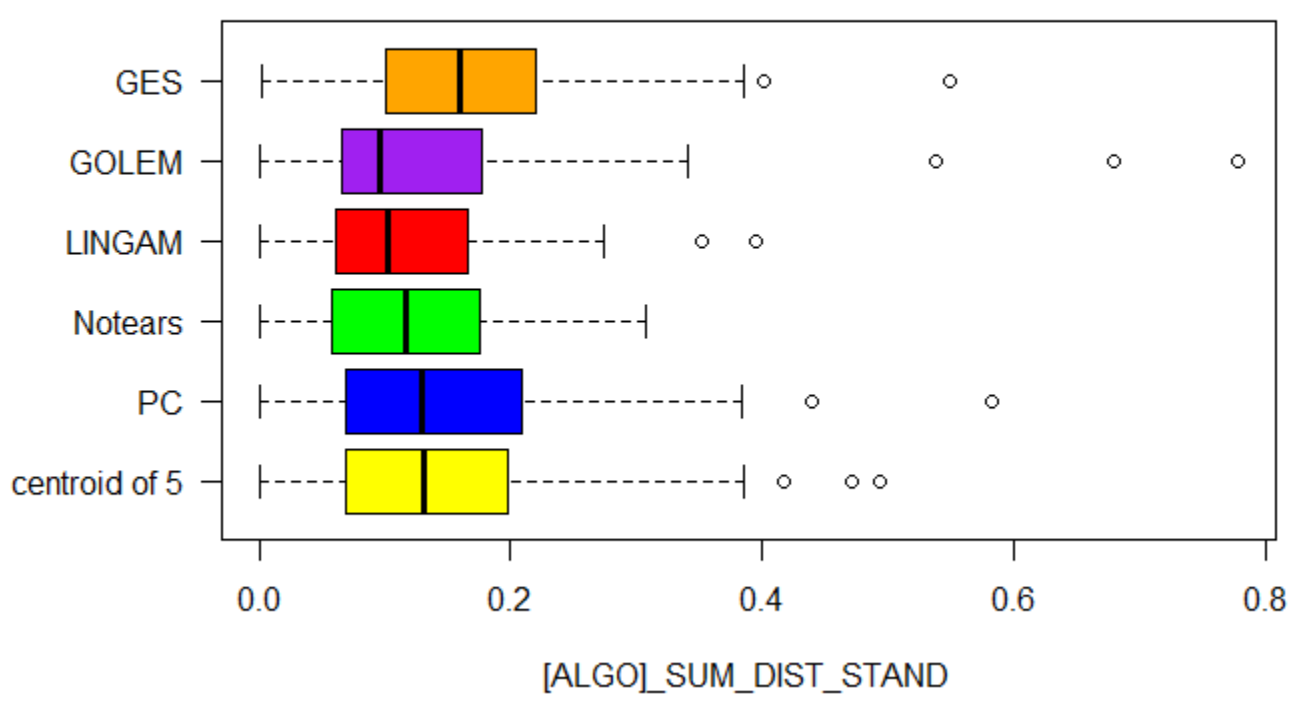 GES
GOLEM
LINGAM
Notears
PC
centroid of 5
0.0 0.2 0.4 0.6 0.8
[ALGO]_SUM_DIST_STAND